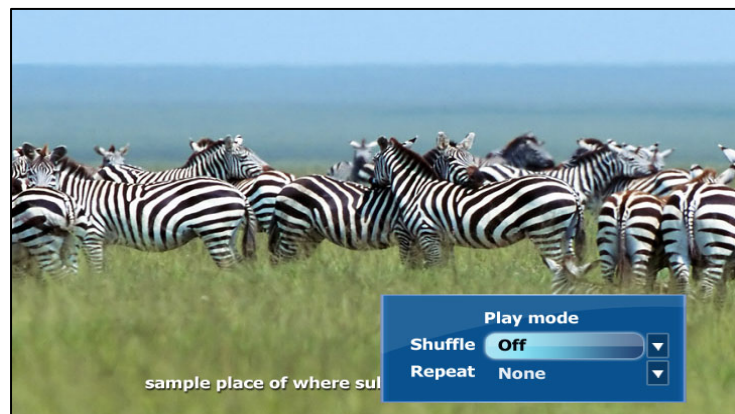 Play mode
Shuffle Off
Repeat None
sample place of where